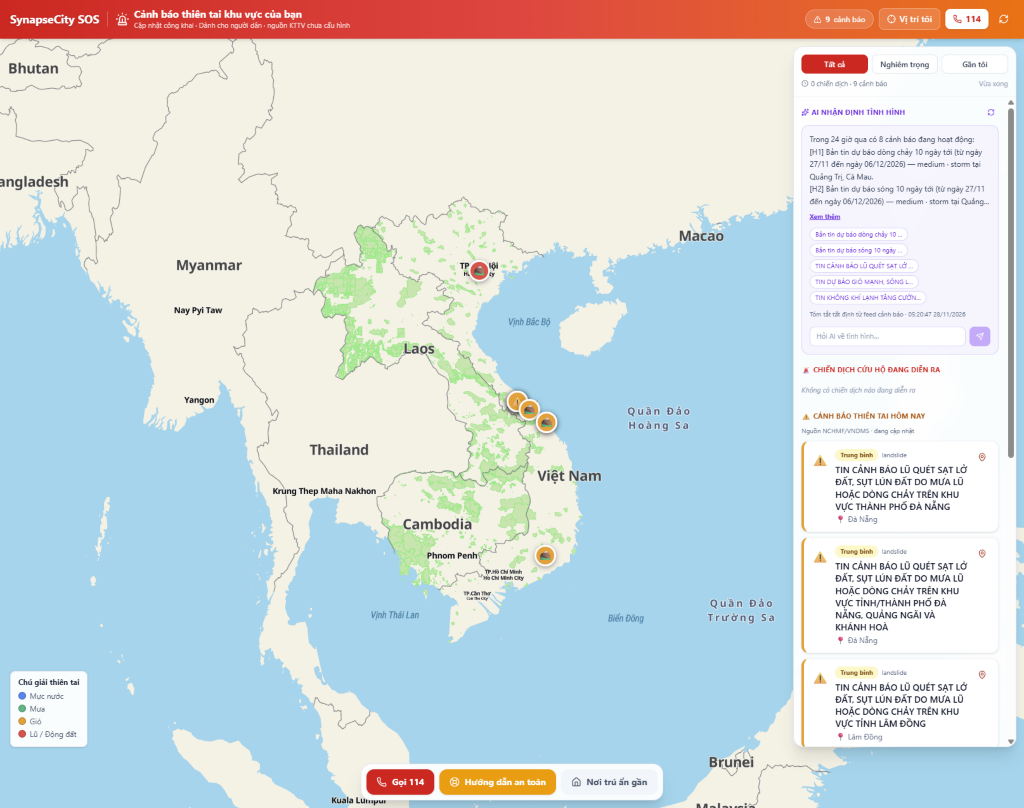 SynapseCity SOS
Cảnh báo thiên tai khu vực của bạn
Cập nhật công khai · Dành cho người dân · nguồn KTTV chưa cấu hình
9 cảnh báo
Vị trí tôi
114
Bhutan
Myanmar
Nay Pyi Taw
Yangon
Laos
Thailand
Krung Thep Maha Nakhon
Cambodia
Phnom Penh
Macao
Vịnh Bắc Bộ
Quần Đảo
Hoàng Sa
Việt Nam
TP.Hồ Chí Minh
Ho Chi Minh City
TP.Cần Thơ
Can Tho City
Vịnh Thái Lan
Biển Đông
Quần Đảo
Trường Sa
Brunei
Kuala Lumpur
Tất cả
Nghiêm trọng
Gần tôi
0 chiến dịch · 9 cảnh báo
Vừa xong
AI NHẬN ĐỊNH TÌNH HÌNH
Trong 24 giờ qua có 8 cảnh báo đang hoạt động:
[H1] Bản tin dự báo dòng chảy 10 ngày tới (từ ngày
27/11 đến ngày 06/12/2026) — medium · storm tại
Quảng Trị, Cà Mau.
[H2] Bản tin dự báo sóng 10 ngày tới (từ ngày 27/11
đến ngày 06/12/2026) — medium · storm tại Quảng...
Xem thêm
Bản tin dự báo dòng chảy 10 ...
Bản tin dự báo sóng 10 ngày ...
TIN CẢNH BÁO LŨ QUÉT SẠT LỞ ...
TIN DỰ BÁO GIÓ MẠNH, SÓNG L...
TIN KHÔNG KHÍ LẠNH TĂNG CƯỜN...
Tóm tắt tất định từ feed cảnh báo · 05:20:47 28/11/2026
Hỏi AI về tình hình...
CHIẾN DỊCH CỨU HỘ ĐANG DIỄN RA
Không có chiến dịch nào đang diễn ra
CẢNH BÁO THIÊN TAI HÔM NAY
Nguồn NCHMF/VNDMS · đang cập nhật
Trung bình
landslide
TIN CẢNH BÁO LŨ QUÉT SẠT LỞ
ĐẤT, SỤT LÚN ĐẤT DO MƯA LŨ
HOẶC DÒNG CHẢY TRÊN KHU
VỰC THÀNH PHỐ ĐÀ NẴNG
Đà Nẵng
Trung bình
landslide
TIN CẢNH BÁO LŨ QUÉT SẠT LỞ
ĐẤT, SỤT LÚN ĐẤT DO MƯA LŨ
HOẶC DÒNG CHẢY TRÊN KHU
VỰC TỈNH/THÀNH PHỐ ĐÀ
NẴNG, QUẢNG NGÃI VÀ
KHÁNH HOÀ
Đà Nẵng
Trung bình
landslide
TIN CẢNH BÁO LŨ QUÉT SẠT LỞ
ĐẤT, SỤT LÚN ĐẤT DO MƯA LŨ
HOẶC DÒNG CHẢY TRÊN KHU
VỰC TỈNH LÂM ĐỒNG
Lâm Đồng
Chú giải thiên tai
Mực nước
Mưa
Gió
Lũ / Động đất
Gọi 114
Hướng dẫn an toàn
Nơi trú ẩn gần